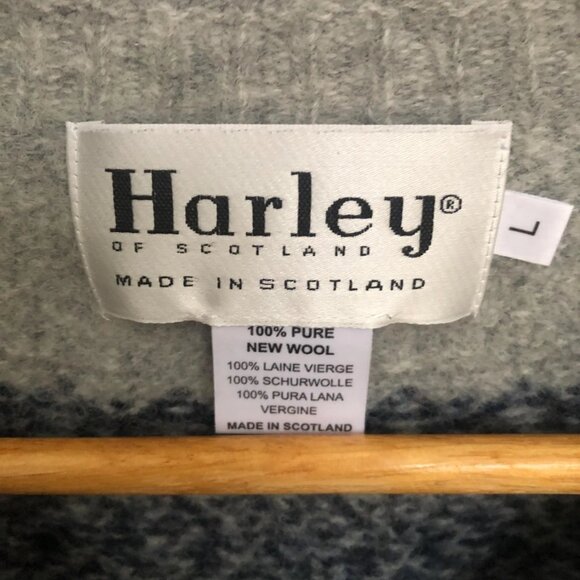 Harley®
OF SCOTLAND
MADE IN SCOTLAND
L
100% PURE
NEW WOOL
100% LAINE VIERGE
100% SCHURWOLLE
100% PURA LANA
VERGINE
MADE IN SCOTLAND